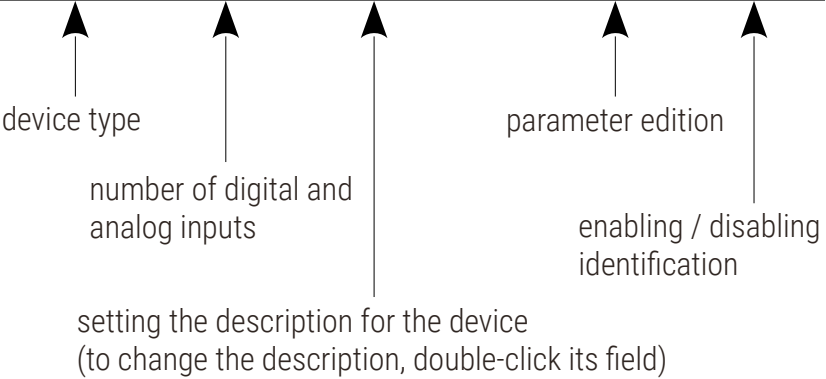 device type
parameter edition
number of digital and
analog inputs
enabling / disabling
identification
setting the description for the device
(to change the description, double-click its field)